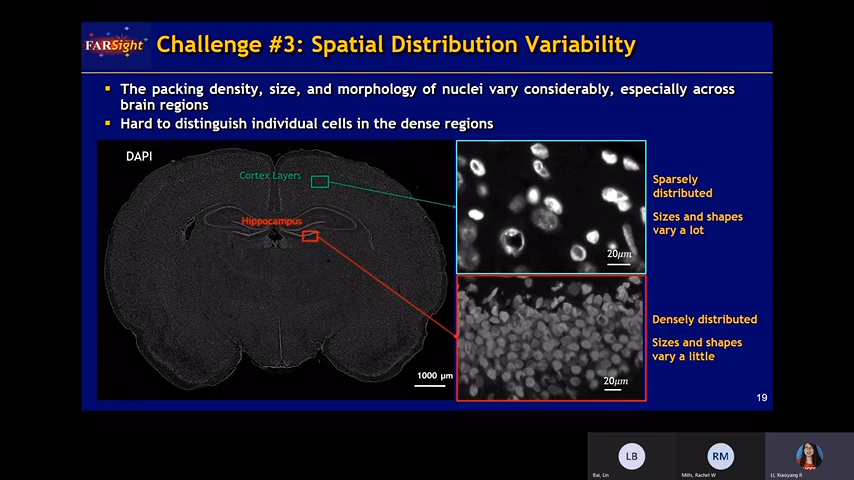 FARSight
Challenge #3: Spatial Distribution Variability
▪ The packing density, size, and morphology of nuclei vary considerably, especially across
brain regions
▪ Hard to distinguish individual cells in the dense regions
DAPI
Cortex Layers
Hippocampus
1000 μm
20μm
Sparsely
distributed
Sizes and shapes
vary a lot
20μm
Densely distributed
Sizes and shapes
vary a little
19
LB
Bai, Lin
RM
Mills, Rachel W
LI, Xiaoyang R